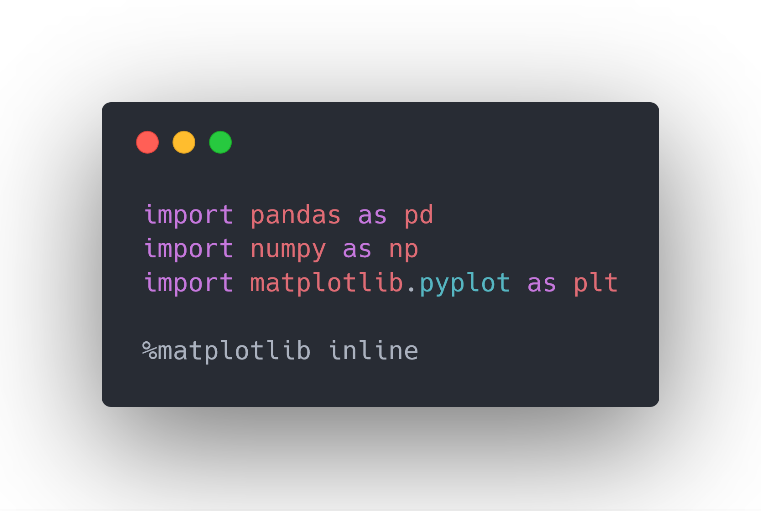 import pandas as pd
import numpy as np
import matplotlib.pyplot as plt
%matplotlib inline